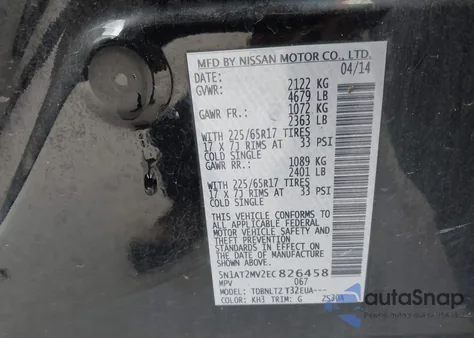 MFD BY NISSAN MOTOR CO., LTD.
DATE: 04/14
GVWR: 2122 KG
4679 LB
GAWR FR.: 1072 KG
2363 LB
WITH 225/65R17 TIRES
17 X 7J RIMS AT 33 PSI
COLD SINGLE
GAWR RR.: 1089 KG
2401 LB
WITH 225/65R17 TIRES
17 X 7J RIMS AT 33 PSI
COLD SINGLE
THIS VEHICLE CONFORMS TO
ALL APPLICABLE FEDERAL
MOTOR VEHICLE SAFETY
STANDARDS IN EFFECT ON
THE DATE OF MANUFACTURE
SHOWN ABOVE.
5N1AT2MV2EC826458
MPV 067
MODEL: TDBNLTZ T32EUA---
COLOR: KH3 TRIM: G
autoSnap